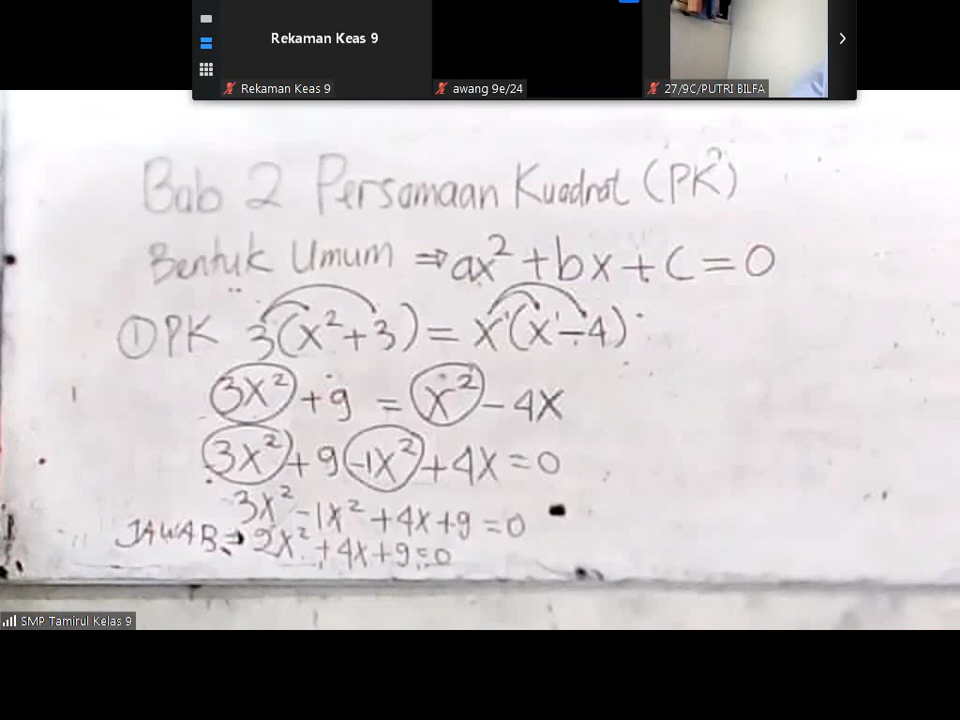 Rekaman Keas 9
Rekaman Keas 9
awang 9e/24
27/9C/PUTRI BILFA
Bab 2 Persamaan Kuadrat (PK)
Bentuk Umum ⇒ ax² + bx + c = 0
① PK 3(x² + 3) = x(x - 4)
3x² + 9 = x² - 4x
3x² + 9 -1x² + 4x = 0
3x² - 1x² + 4x + 9 = 0
JAWAB ⇒ 2x² + 4x + 9 = 0
SMP Tamirul Kelas 9